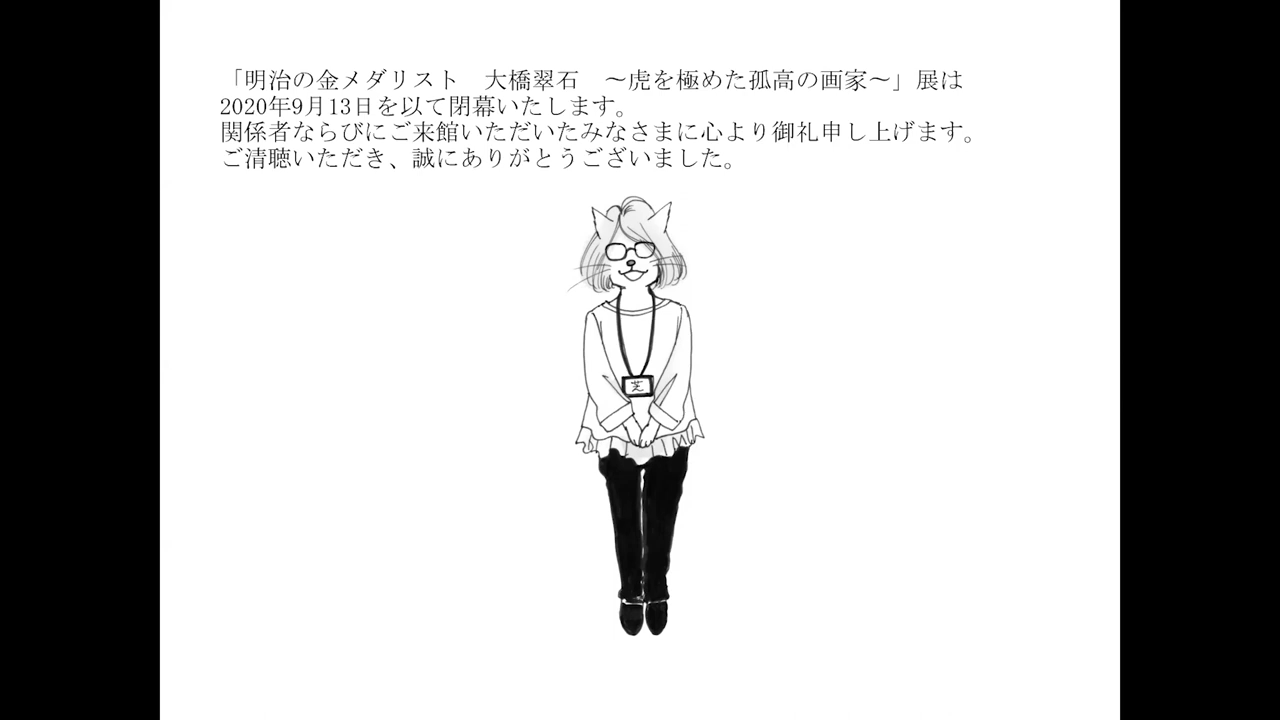 「明治の金メダリスト　大橋翠石　～虎を極めた孤高の画家～」展は
2020年9月13日を以て閉幕いたします。
関係者ならびにご来館いただいたみなさまに心より御礼申し上げます。
ご清聴いただき、誠にありがとうございました。
芝